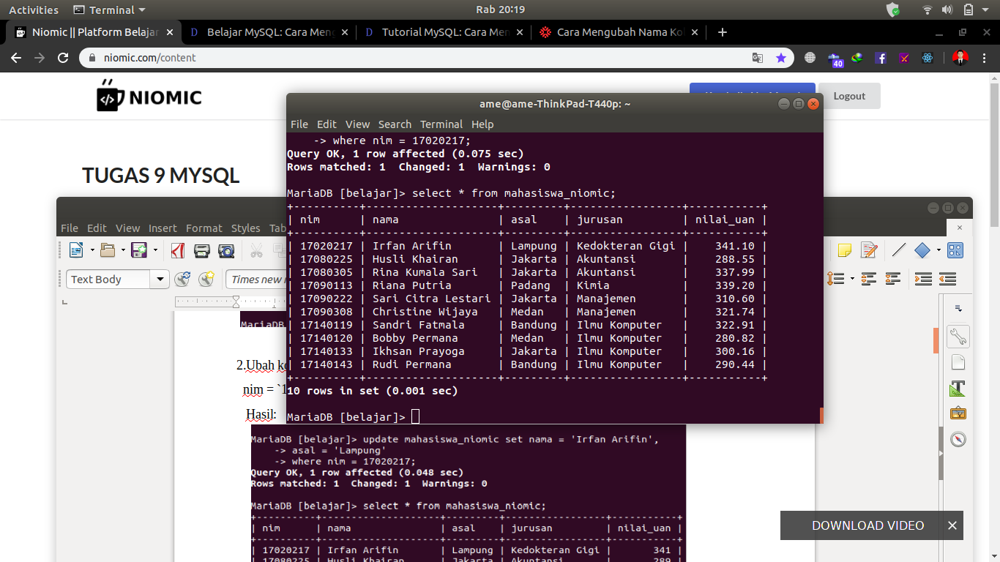 Activities Terminal Rab 20:19
Niomic || Platform Belajar Belajar MySQL: Cara Meng Tutorial MySQL: Cara Men Cara Mengubah Nama Kol
niomic.com/content 40
NIOMIC Logout
ame@ame-ThinkPad-T440p: ~
File Edit View Search Terminal Help
-> where nim = 17020217;
Query OK, 1 row affected (0.075 sec)
Rows matched: 1  Changed: 1  Warnings: 0
MariaDB [belajar]> select * from mahasiswa_niomic;
+----------+--------------------+---------+-----------------+-----------+
| nim      | nama               | asal    | jurusan         | nilai_uan |
+----------+--------------------+---------+-----------------+-----------+
| 17020217 | Irfan Arifin       | Lampung | Kedokteran Gigi |    341.10 |
| 17080225 | Husli Khairan      | Jakarta | Akuntansi       |    288.55 |
| 17080305 | Rina Kumala Sari   | Jakarta | Akuntansi       |    337.99 |
| 17090113 | Riana Putria       | Padang  | Kimia           |    339.20 |
| 17090222 | Sari Citra Lestari | Jakarta | Manajemen       |    310.60 |
| 17090308 | Christine Wijaya   | Medan   | Manajemen       |    321.74 |
| 17140119 | Sandri Fatmala     | Bandung | Ilmu Komputer   |    322.91 |
| 17140120 | Bobby Permana      | Medan   | Ilmu Komputer   |    280.82 |
| 17140133 | Ikhsan Prayoga     | Jakarta | Ilmu Komputer   |    300.16 |
| 17140143 | Rudi Permana       | Bandung | Ilmu Komputer   |    290.44 |
+----------+--------------------+---------+-----------------+-----------+
10 rows in set (0.001 sec)
MariaDB [belajar]>
TUGAS 9 MYSQL
File Edit View Insert Format Styles Tab
Text Body Times new r
MariaDB
2.Ubah ko
nim = `1
Hasil:
MariaDB [belajar]> update mahasiswa_niomic set nama = 'Irfan Arifin',
-> asal = 'Lampung'
-> where nim = 17020217;
Query OK, 1 row affected (0.048 sec)
Rows matched: 1  Changed: 1  Warnings: 0
MariaDB [belajar]> select * from mahasiswa_niomic;
+----------+--------------------+---------+-----------------+-----------+
| nim      | nama               | asal    | jurusan         | nilai_uan |
+----------+--------------------+---------+-----------------+-----------+
| 17020217 | Irfan Arifin       | Lampung | Kedokteran Gigi |       341 |
| 17080225 | Husli Khairan      | Jakarta | Akuntansi       |       289 |
DOWNLOAD VIDEO